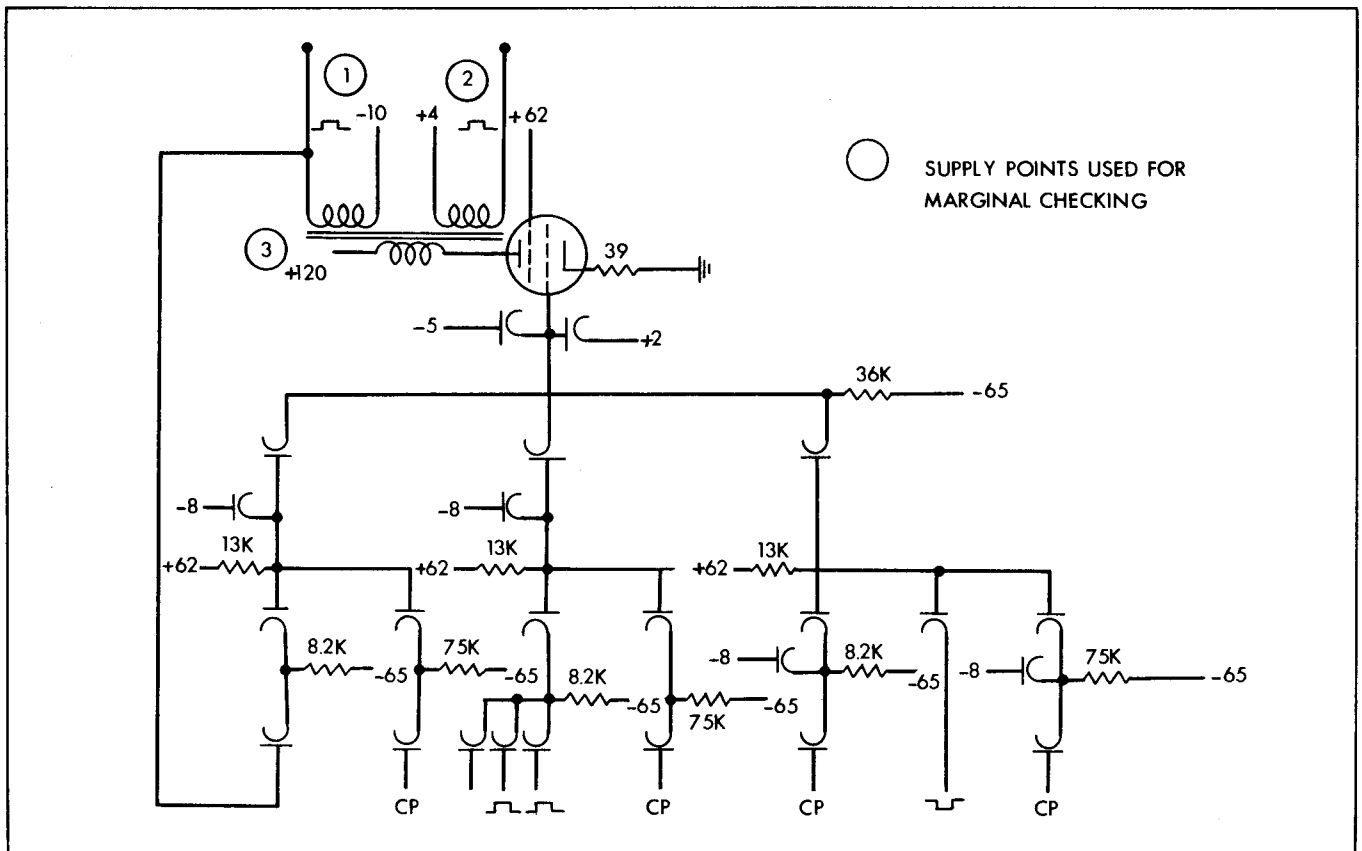 1
2
-10
+4
+62
SUPPLY POINTS USED FOR
MARGINAL CHECKING
3
+120
39
-5
+2
36K
-65
-8
-8
13K
13K
13K
+62
+62
+62
8.2K
75K
-8
8.2K
-8
75K
-65
-65
8.2K
-65
-65
-65
75K
-65
CP
CP
CP
CP